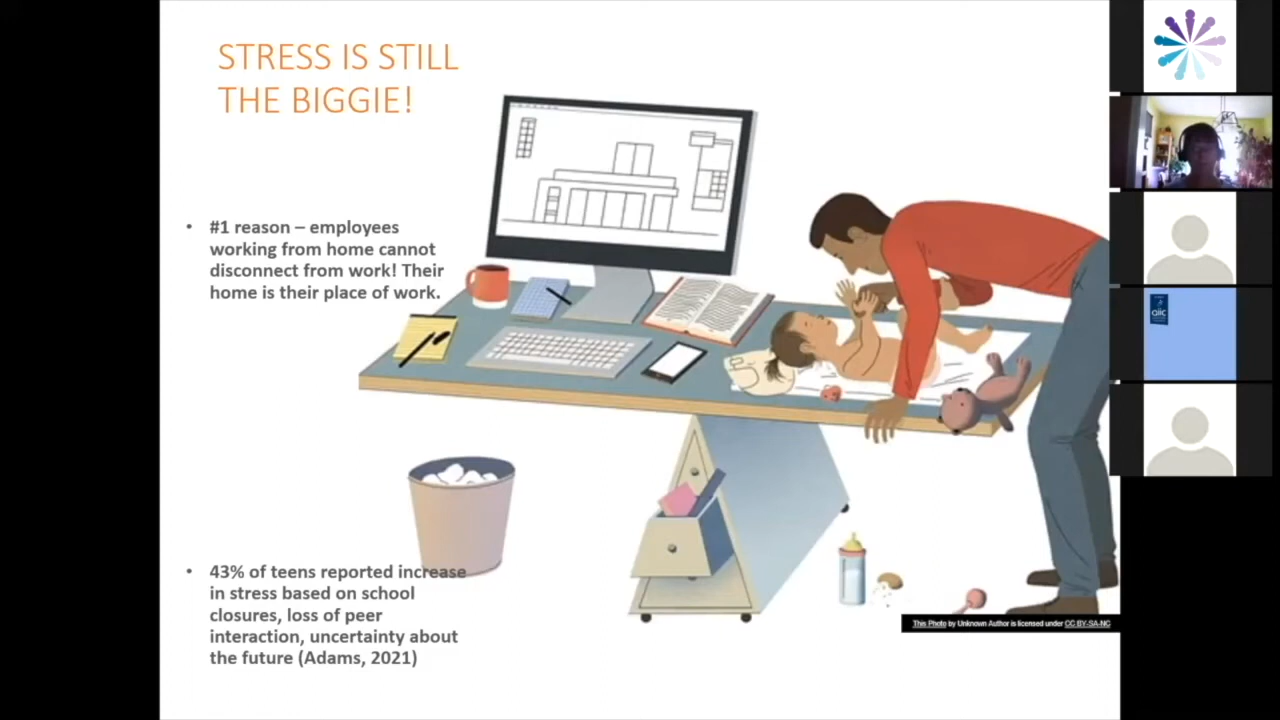 STRESS IS STILL
THE BIGGIE!
• #1 reason – employees
working from home cannot
disconnect from work! Their
home is their place of work.
• 43% of teens reported increase
in stress based on school
closures, loss of peer
interaction, uncertainty about
the future (Adams, 2021)
This Photo by Unknown Author is licensed under CC BY-SA-NC
aiic